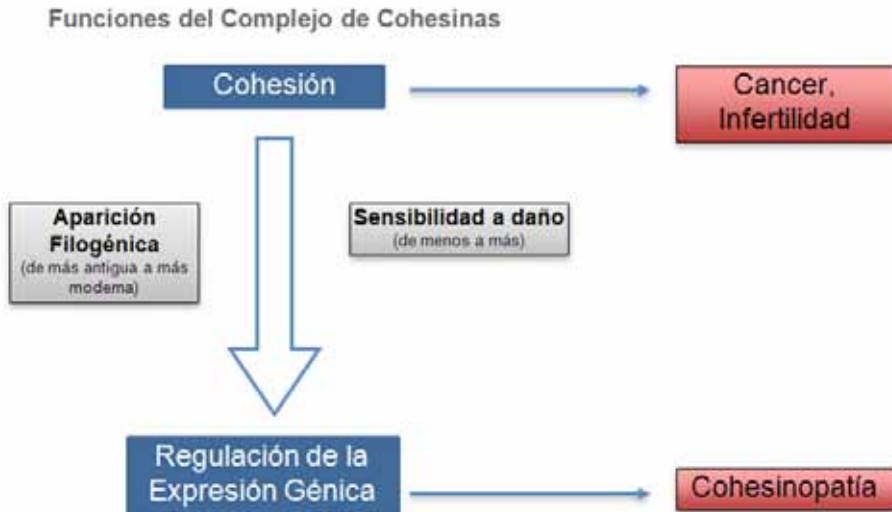 Funciones del Complejo de Cohesinas
Cohesión
Cancer,
Infertilidad
Aparición
Filogénica
(de más antigua a más
moderna)
Sensibilidad a daño
(de menos a más)
Regulación de la
Expresión Génica
Cohesinopatía